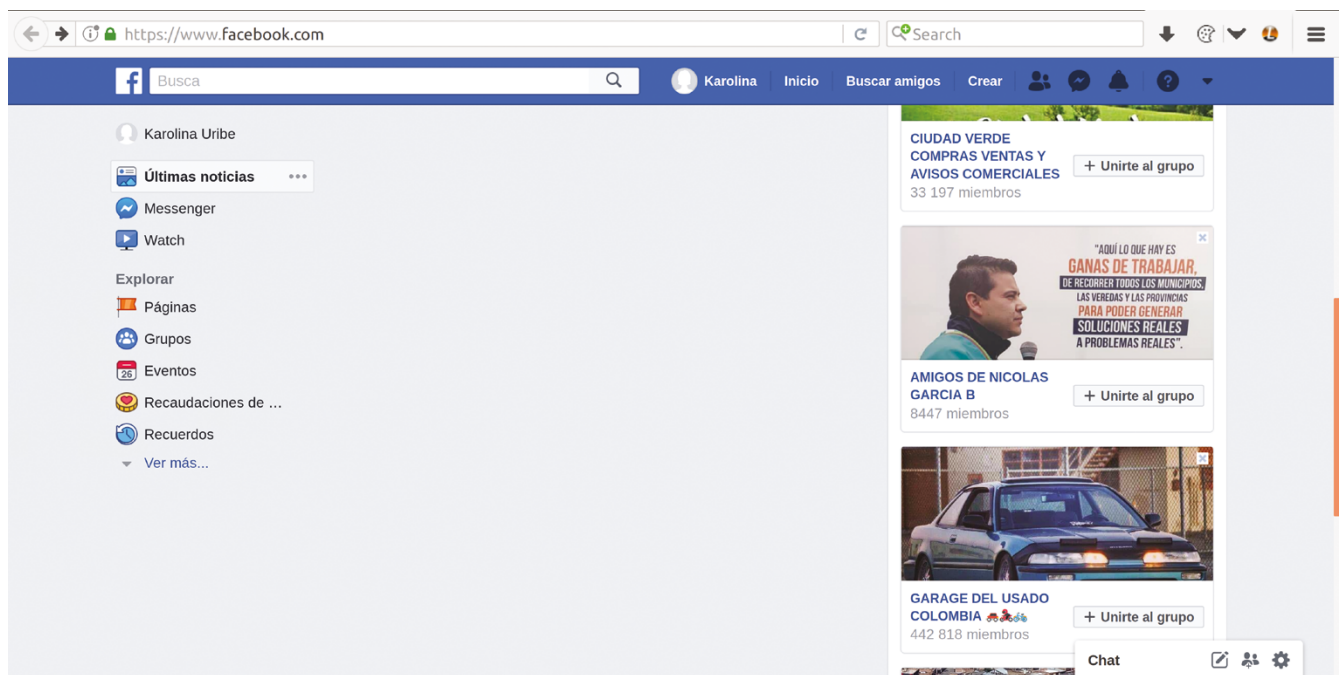 https://www.facebook.com
Search
Busca
Karolina
Inicio
Buscar amigos
Crear
Karolina Uribe
Últimas noticias
Messenger
Watch
Explorar
Páginas
Grupos
26
Eventos
Recaudaciones de ...
Recuerdos
Ver más...
CIUDAD VERDE
COMPRAS VENTAS Y
AVISOS COMERCIALES
33 197 miembros
+ Unirte al grupo
"AQUÍ LO QUE HAY ES
GANAS DE TRABAJAR,
DE RECORRER TODOS LOS MUNICIPIOS,
LAS VEREDAS Y LAS PROVINCIAS
PARA PODER GENERAR
SOLUCIONES REALES
A PROBLEMAS REALES".
AMIGOS DE NICOLAS
GARCIA B
8447 miembros
+ Unirte al grupo
GARAGE DEL USADO
COLOMBIA
442 818 miembros
+ Unirte al grupo
Chat